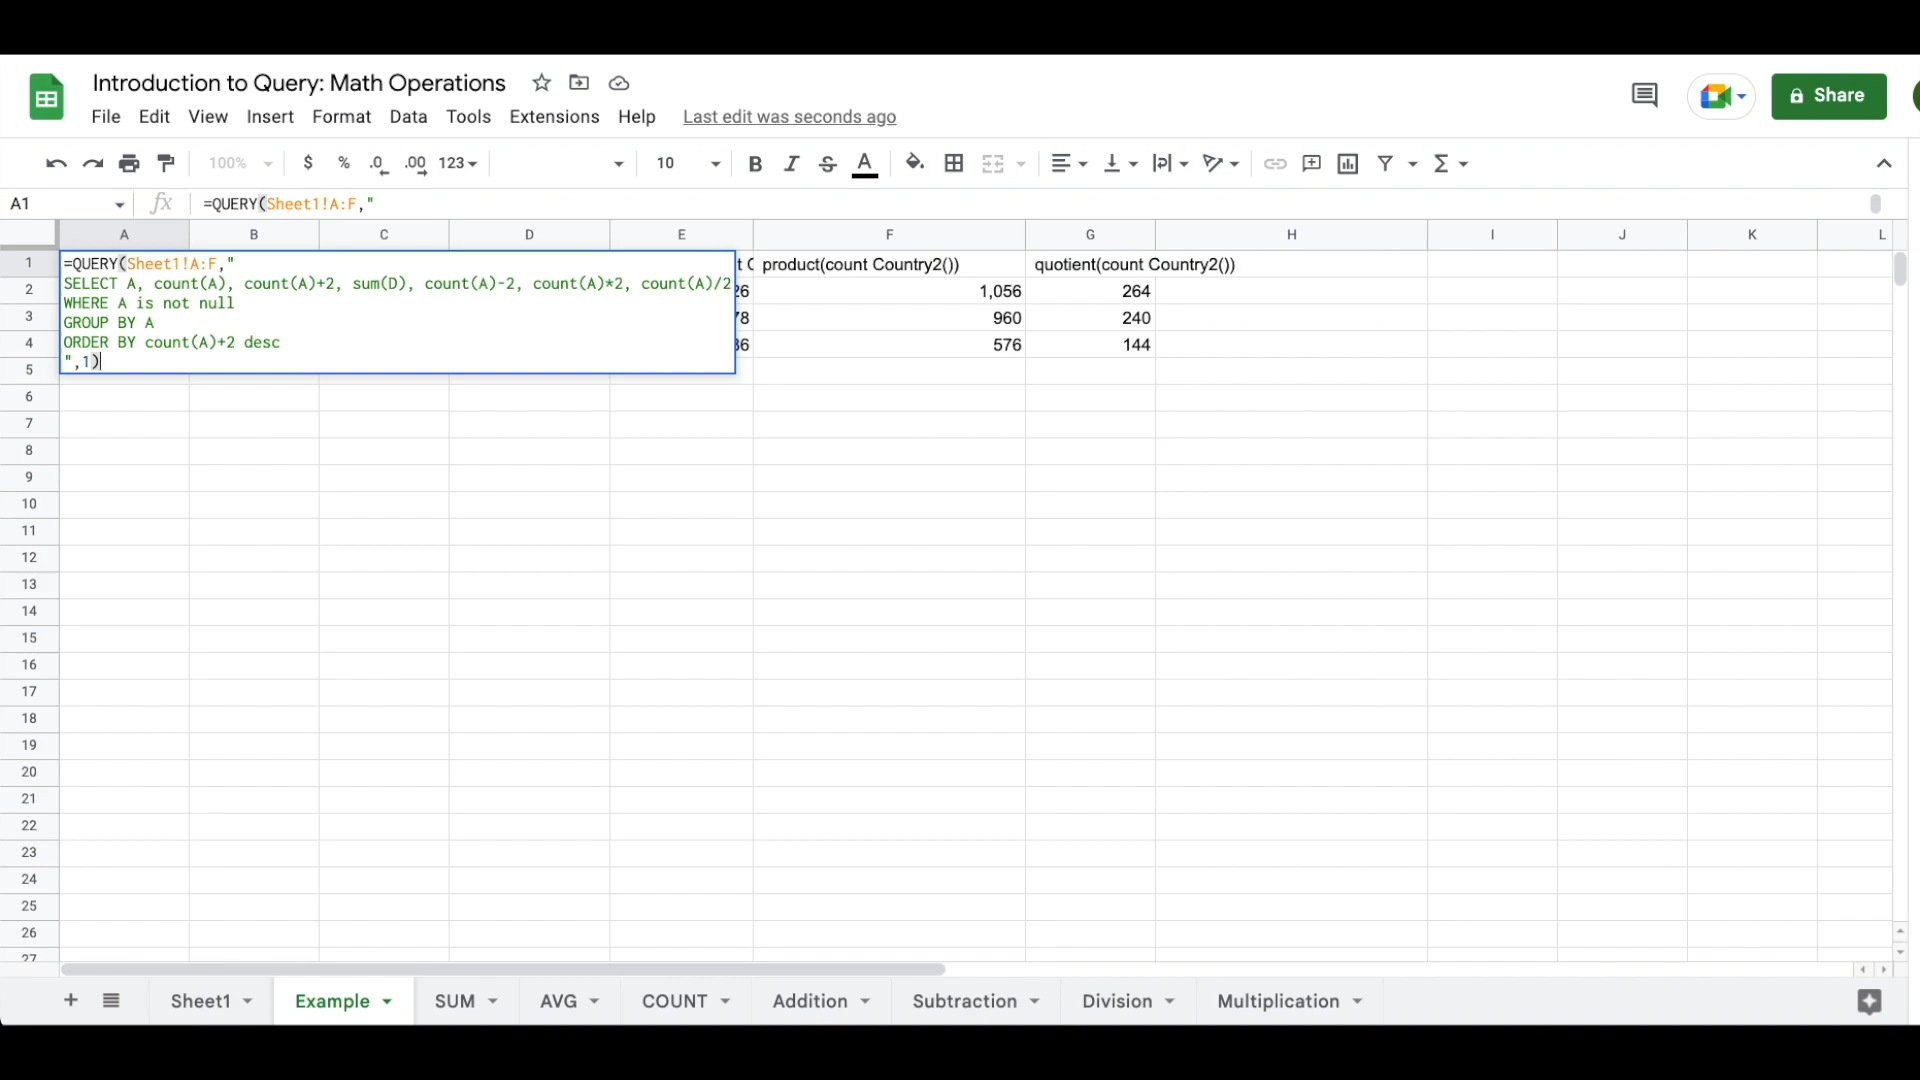 Introduction to Query: Math Operations
File Edit View Insert Format Data Tools Extensions Help Last edit was seconds ago
Share
100% $ % .0 .00 123 10 B I S A
A1 fx =QUERY(Sheet1!A:F,"
A B C D E F G H I J K L
1 =QUERY(Sheet1!A:F," product(count Country2()) quotient(count Country2())
SELECT A, count(A), count(A)+2, sum(D), count(A)-2, count(A)*2, count(A)/2
2 26 1,056 264
WHERE A is not null
3 78 960 240
GROUP BY A
4 ORDER BY count(A)+2 desc 576 144
5 ",1)
6
7
8
9
10
11
12
13
14
15
16
17
18
19
20
21
22
23
24
25
26
27
Sheet1 Example SUM AVG COUNT Addition Subtraction Division Multiplication